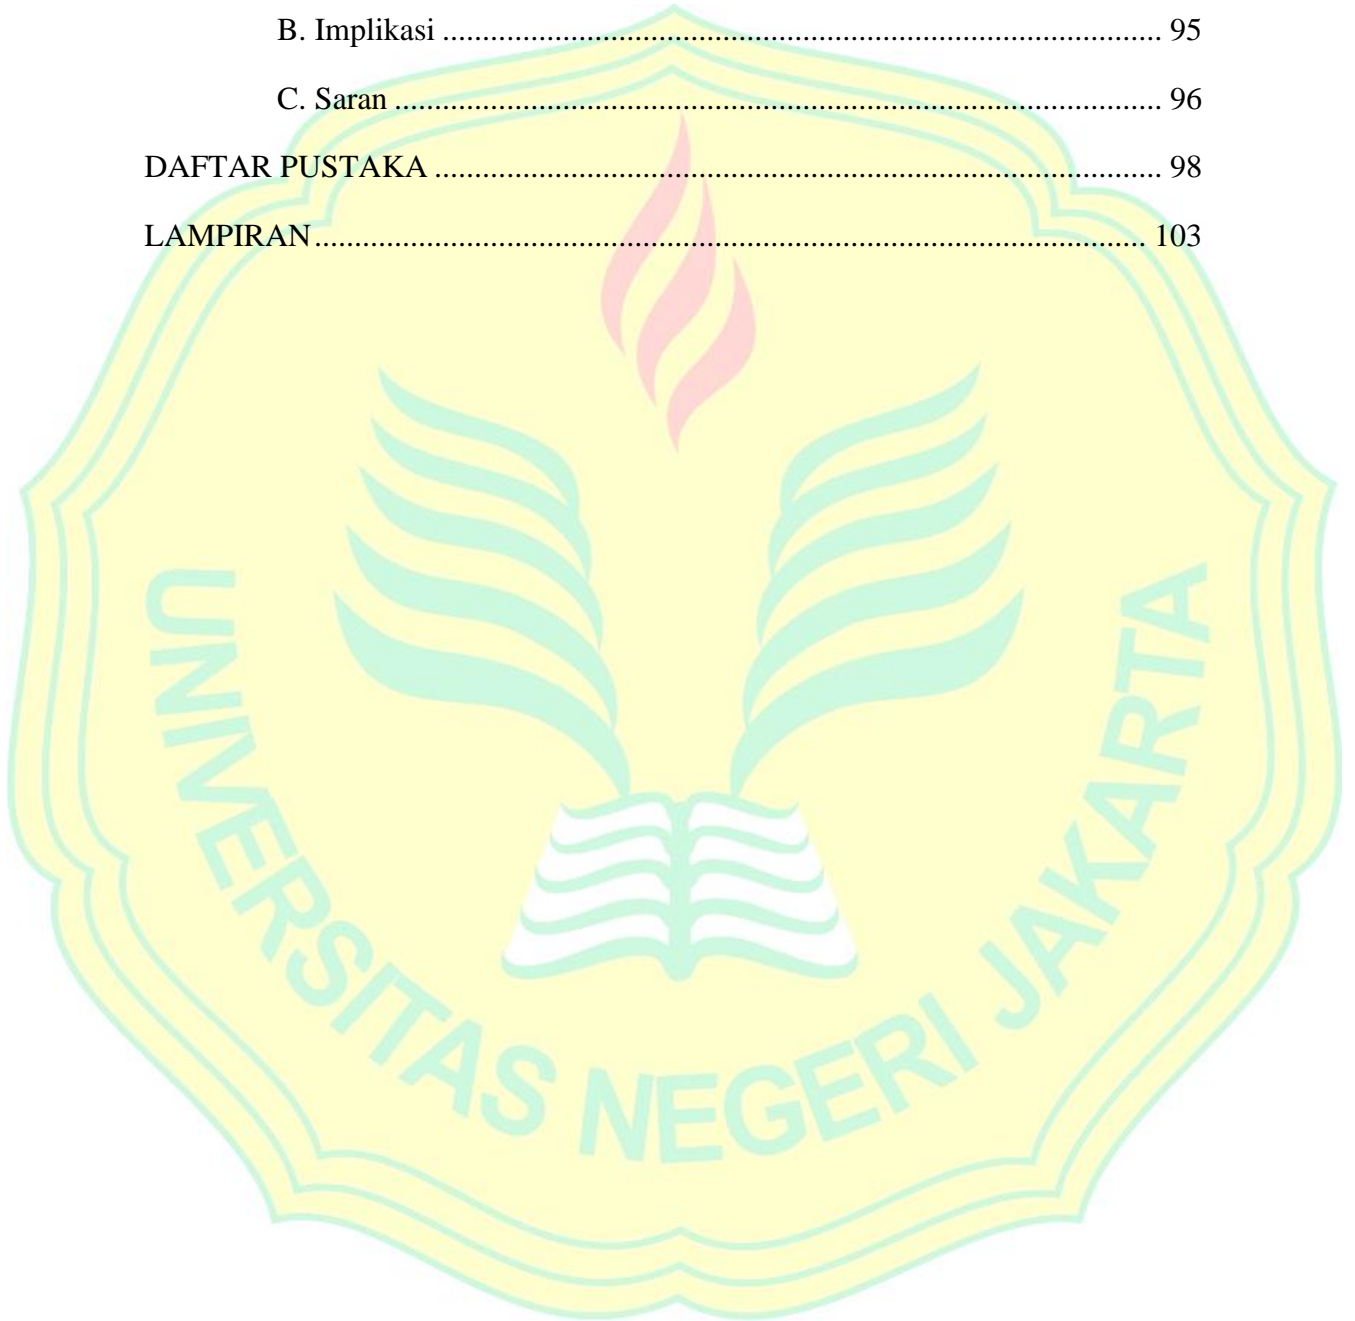 B. Implikasi .......................................................................................... 95
C. Saran ................................................................................................ 96
DAFTAR PUSTAKA ........................................................................................... 98
LAMPIRAN........................................................................................................ 103
UNIVERSITAS NEGERI JAKARTA